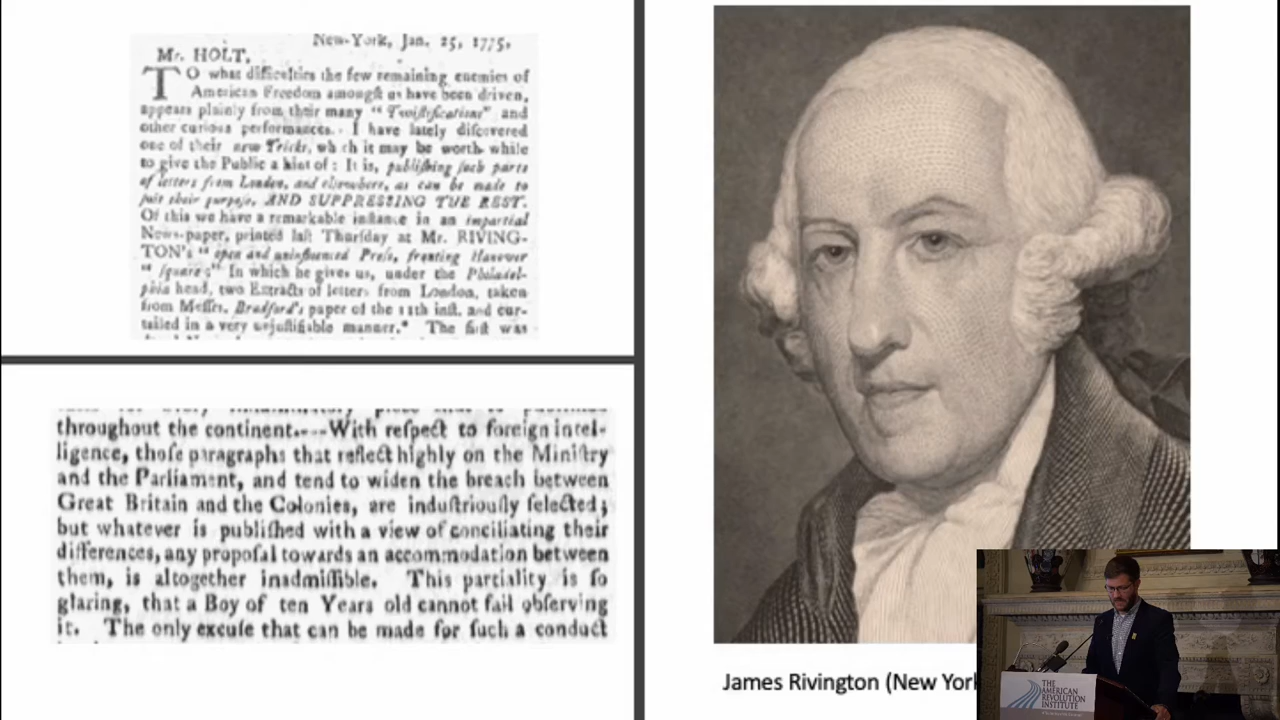 New-York, Jan. 25, 1775.
Mr. HOLT,
TO what difficulties the few remaining enemies of
American Freedom amongst us have been driven,
appears plainly from their many "Twistifications" and
other curious performances. I have lately discovered
one of their new Tricks, which it may be worth while
to give the Public a hint of: It is, publishing such parts
of letters from London, and elsewhere, as can be made to
suit their purpose, AND SUPPRESSING THE REST.
Of this we have a remarkable instance in an impartial
News-paper, printed last Thursday at Mr. RIVING-
TON's "open and uninfluenced Press, fronting Hanover
"square:" In which he gives us, under the Philadel-
phia head, two Extracts of letters from London, taken
from Messrs. Bradford's paper of the 11th inst. and cur-
tailed in a very unjustifiable manner.* The first was
throughout the continent.---With reſpect to foreign intel-
ligence, thoſe paragraphs that reflect highly on the Miniſtry
and the Parliament, and tend to widen the breach between
Great Britain and the Colonies, are induſtriouſly ſelected;
but whatever is publiſhed with a view of conciliating their
differences, any propoſal towards an accommodation between
them, is altogether inadmiſſible. This partiality is ſo
glaring, that a Boy of ten Years old cannot fail obſerving
it. The only excuſe that can be made for ſuch a conduct
James Rivington (New York
THE
AMERICAN
REVOLUTION
INSTITUTE